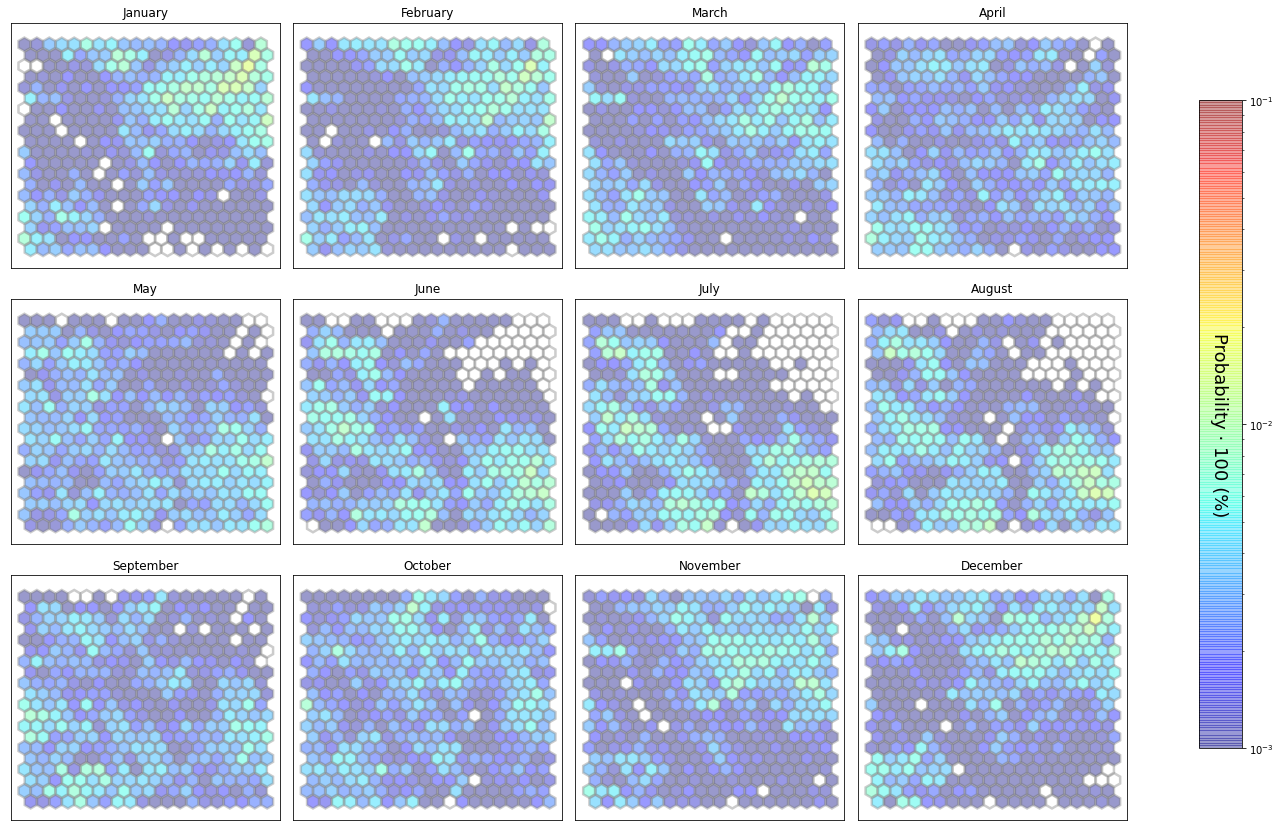 January
February
March
April
May
June
July
August
September
October
November
December
10⁻¹
10⁻²
10⁻³
Probability · 100 (%)